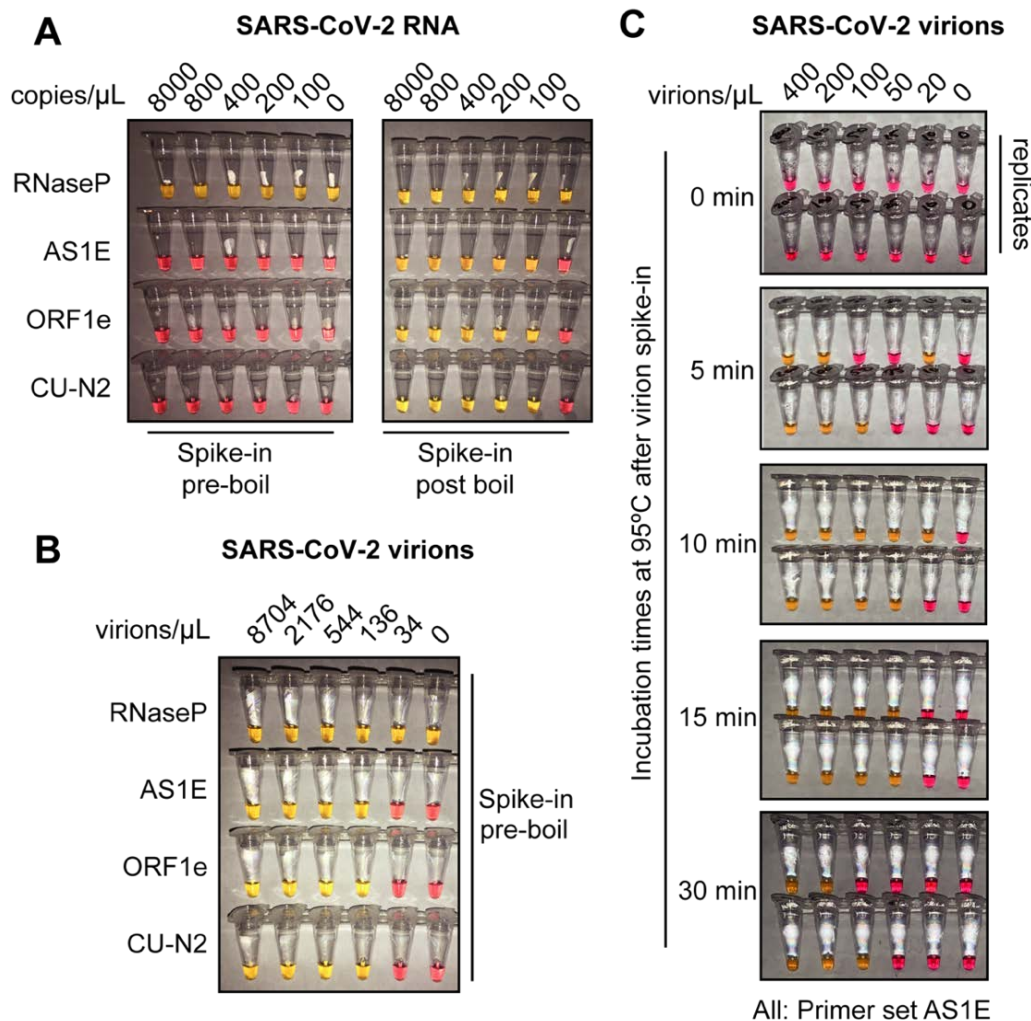 A
SARS-CoV-2 RNA
copies/µL
8000 800 400 200 100 0
8000 800 400 200 100 0
RNaseP
AS1E
ORF1e
CU-N2
Spike-in
pre-boil
Spike-in
post boil
B
SARS-CoV-2 virions
virions/µL
8704 2176 544 136 34 0
RNaseP
AS1E
ORF1e
CU-N2
Spike-in
pre-boil
C
SARS-CoV-2 virions
virions/µL
400 200 100 50 20 0
Incubation times at 95ºC after virion spike-in
0 min
replicates
5 min
10 min
15 min
30 min
All: Primer set AS1E